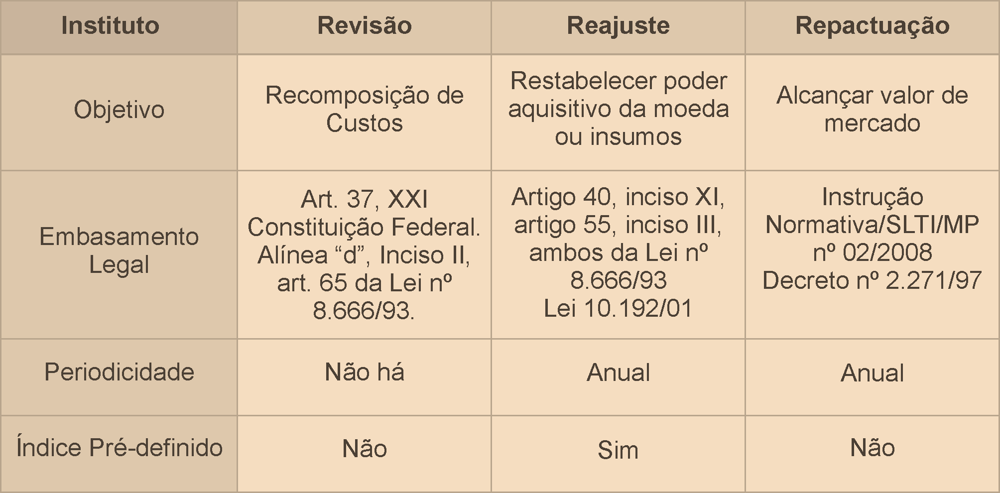 Instituto
Revisão
Reajuste
Repactuação
Objetivo
Recomposição de
Custos
Restabelecer poder
aquisitivo da moeda
ou insumos
Alcançar valor de
mercado
Embasamento
Legal
Art. 37, XXI
Constituição Federal.
Alínea “d”, Inciso II,
art. 65 da Lei nº
8.666/93.
Artigo 40, inciso XI,
artigo 55, inciso III,
ambos da Lei nº
8.666/93
Lei 10.192/01
Instrução
Normativa/SLTI/MP
nº 02/2008
Decreto nº 2.271/97
Periodicidade
Não há
Anual
Anual
Índice Pré-definido
Não
Sim
Não